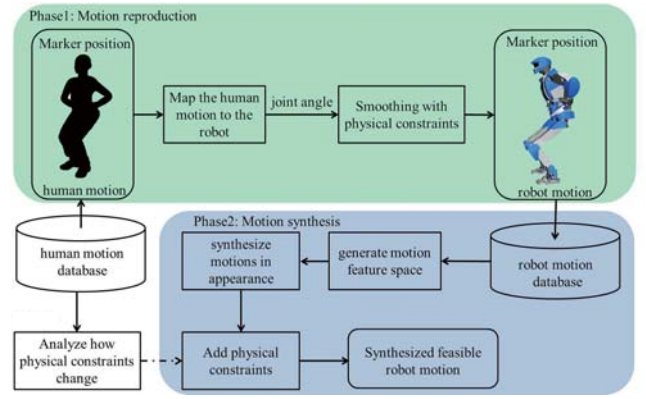 Phase1: Motion reproduction
Marker position
human motion
Map the human
motion to the
robot
joint angle
Smoothing with
physical constraints
Marker position
robot motion
human motion
database
Phase2: Motion synthesis
synthesize
motions in
appearance
generate motion
feature space
robot motion
database
Analyze how
physical constraints
change
Add physical
constraints
Synthesized feasible
robot motion